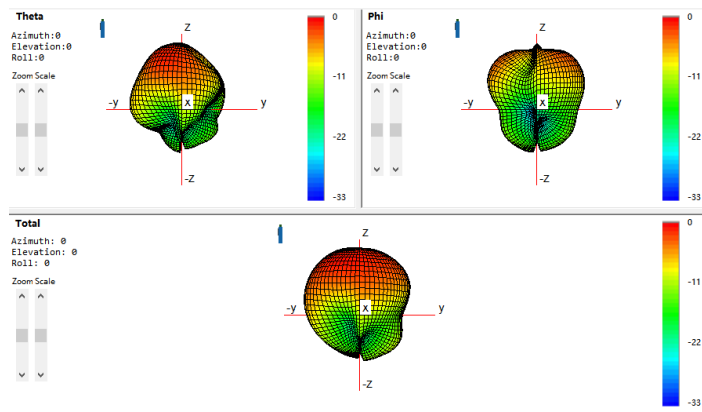 Theta
Azimuth:0
Elevation:0
Roll:0
Zoom Scale
Z
-y
x
y
-Z
0
-11
-22
-33
Phi
Azimuth:0
Elevation:0
Roll:0
Zoom Scale
Z
-y
x
y
-Z
0
-11
-22
-33
Total
Azimuth: 0
Elevation: 0
Roll: 0
Zoom Scale
Z
-y
x
y
-Z
0
-11
-22
-33